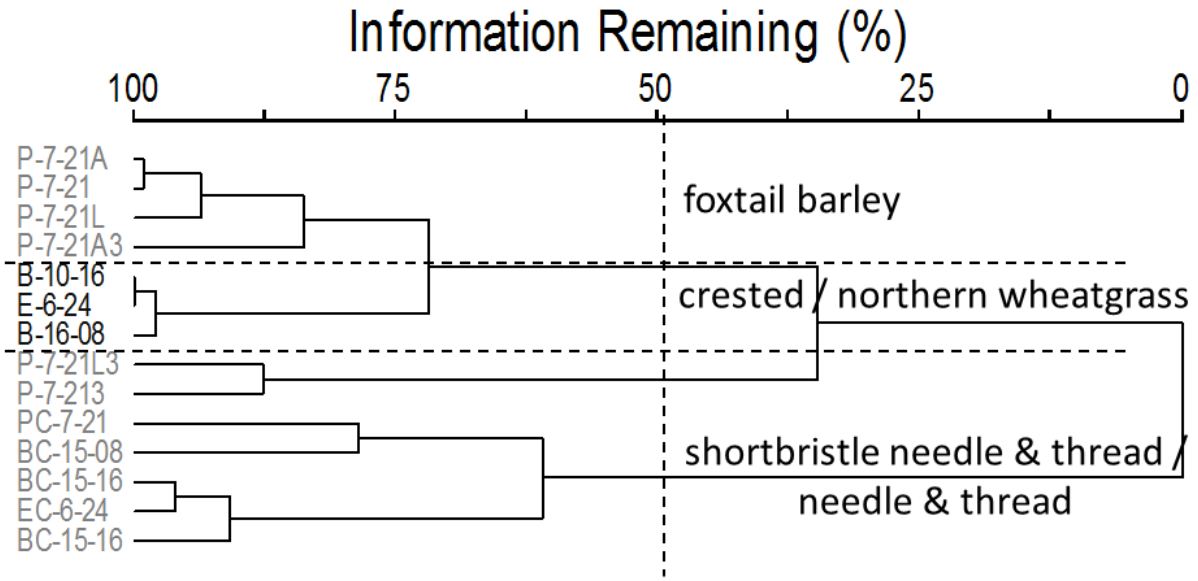 Information Remaining (%)
100 75 50 25 0
P-7-21A
P-7-21
P-7-21L
foxtail barley
P-7-21A3
B-10-16
E-6-24
crested / northern wheatgrass
B-16-08
P-7-21L3
P-7-213
PC-7-21
BC-15-08
shortbristle needle & thread /
BC-15-16
needle & thread
EC-6-24
BC-15-16